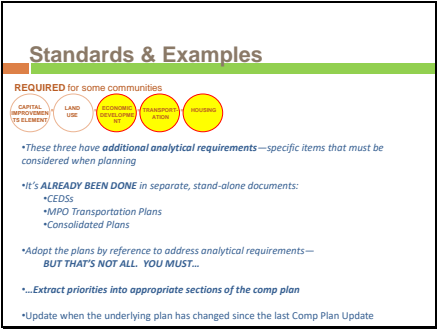 Standards & Examples
REQUIRED for some communities
CAPITAL
IMPROVEMEN
TS ELEMENT
LAND
USE
ECONOMIC
DEVELOPME
NT
TRANSPORT-
ATION
HOUSING
•These three have additional analytical requirements—specific items that must be
considered when planning
•It's ALREADY BEEN DONE in separate, stand-alone documents:
•CEDSs
•MPO Transportation Plans
•Consolidated Plans
•Adopt the plans by reference to address analytical requirements—
BUT THAT'S NOT ALL. YOU MUST…
•…Extract priorities into appropriate sections of the comp plan
•Update when the underlying plan has changed since the last Comp Plan Update